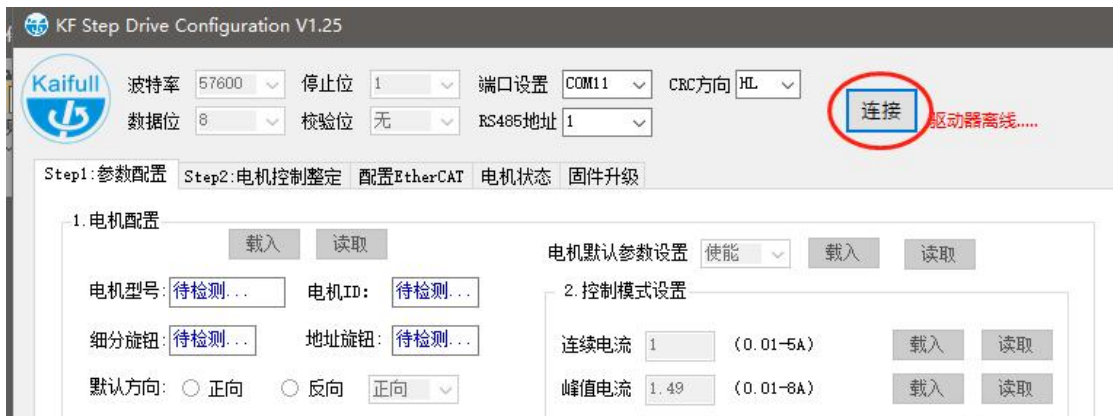 KF Step Drive Configuration V1.25
Kaifull 波特率 57600 停止位 1 端口设置 COM11 CRC方向 HL 连接
数据位 8 校验位 无 RS485地址 1 驱动器离线.....
Step1:参数配置 Step2:电机控制整定 配置EtherCAT 电机状态 固件升级
1.电机配置
载入 读取 电机默认参数设置 使能 载入 读取
电机型号: 待检测... 电机ID: 待检测... 2.控制模式设置
细分旋钮: 待检测... 地址旋钮: 待检测... 连续电流 1 (0.01-5A) 载入 读取
默认方向: 正向 反向 正向 峰值电流 1.49 (0.01-8A) 载入 读取